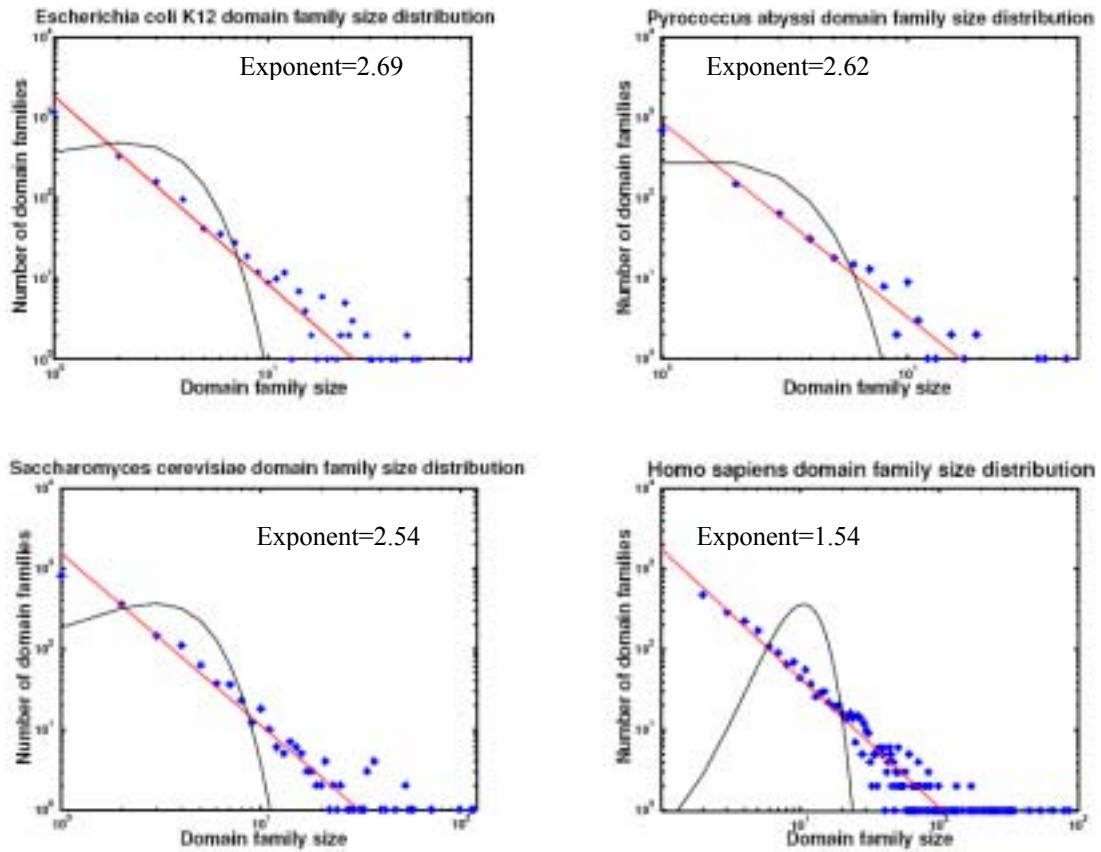 Escherichia coli K12 domain family size distribution
Exponent=2.69
Number of domain families
Domain family size
Pyrococcus abyssi domain family size distribution
Exponent=2.62
Number of domain families
Domain family size
Saccharomyces cerevisiae domain family size distribution
Exponent=2.54
Number of domain families
Domain family size
Homo sapiens domain family size distribution
Exponent=1.54
Number of domain families
Domain family size